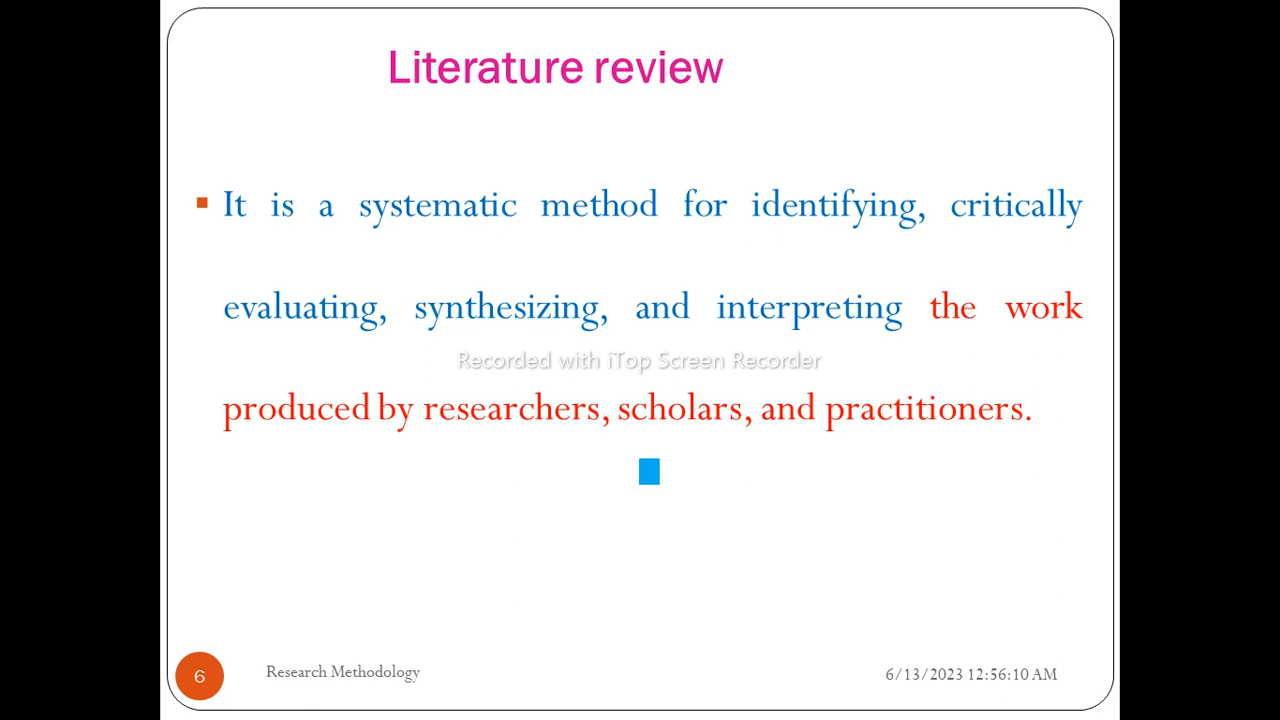 Literature review
It is a systematic method for identifying, critically
evaluating, synthesizing, and interpreting the work
Recorded with iTop Screen Recorder
produced by researchers, scholars, and practitioners.
6
Research Methodology
6/13/2023 12:56:10 AM